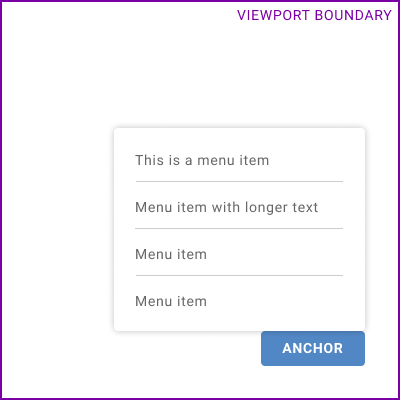 VIEWPORT BOUNDARY
This is a menu item
Menu item with longer text
Menu item
Menu item
ANCHOR